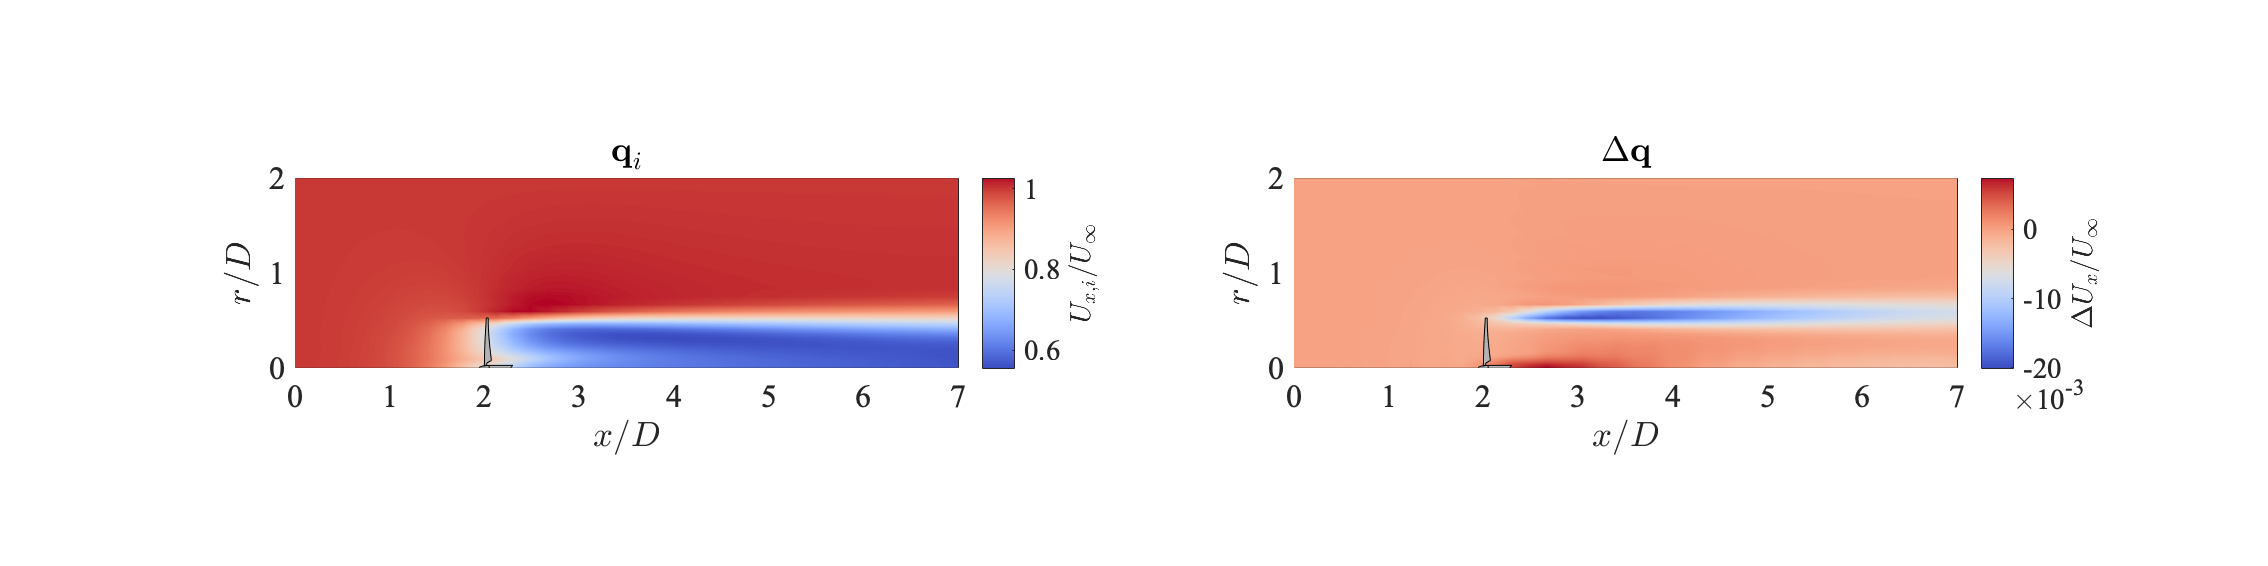 q_i
2
1
0
r/D
0 1 2 3 4 5 6 7
x/D
1
0.8
0.6
U_{x,i}/U_∞
Δq
2
1
0
r/D
0 1 2 3 4 5 6 7
x/D
0
-10
-20
×10^{-3}
ΔU_x/U_∞